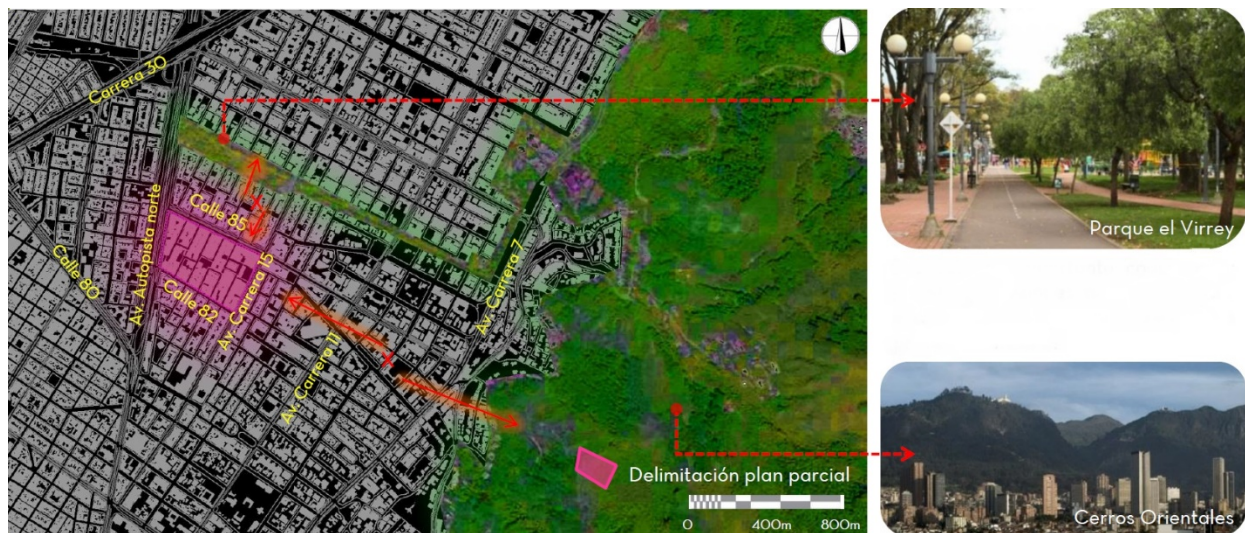 Carrera 30
Calle 85
Calle 80
Av. Autopista norte
Calle 82
Av. Carrera 15
Av. Carrera 11
Av. Carrera 7
Delimitación plan parcial
0 400m 800m
Parque el Virrey
Cerros Orientales